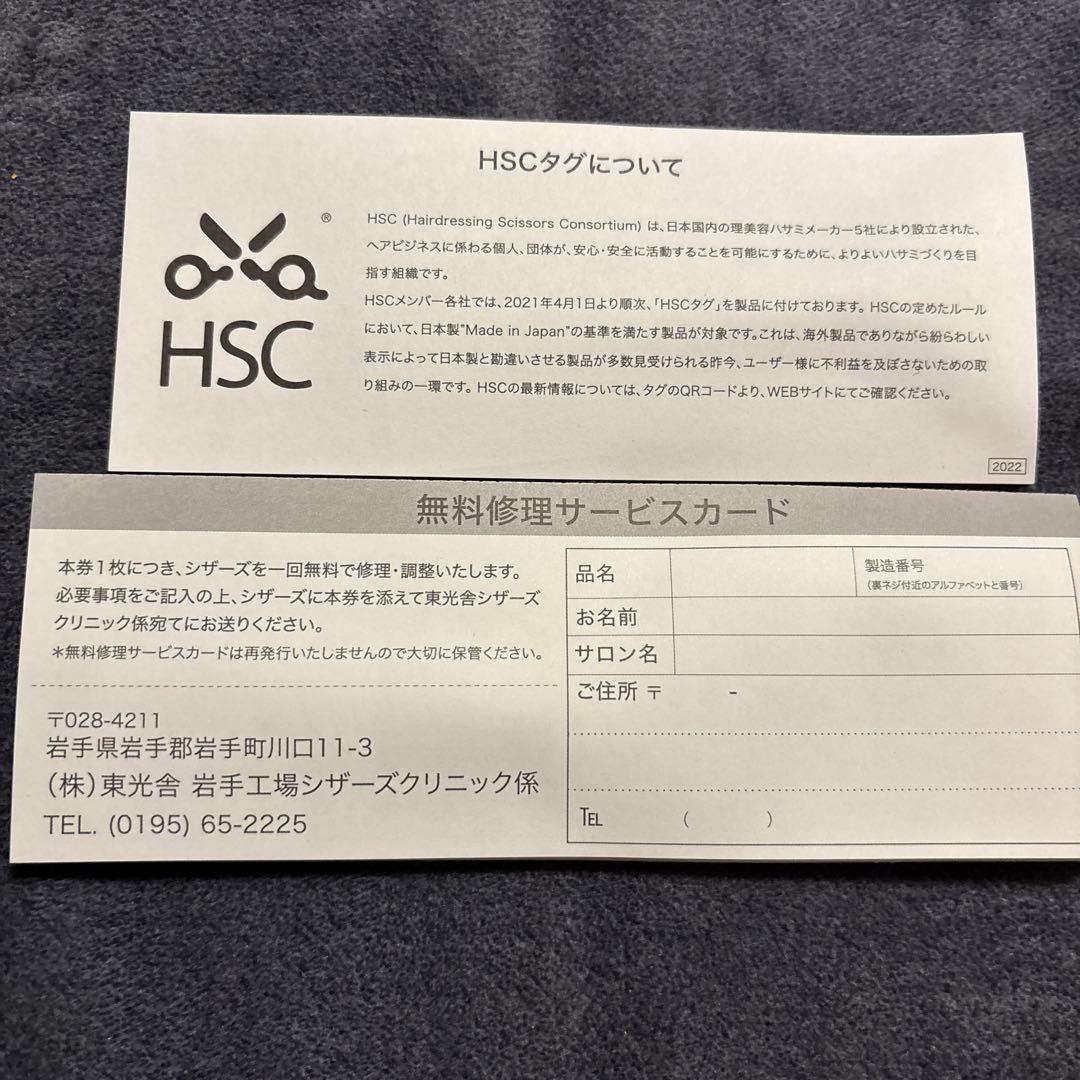 HSCタグについて
®
HSC
HSC (Hairdressing Scissors Consortium) は、日本国内の理美容ハサミメーカー5社により設立された、
ヘアビジネスに係わる個人、団体が、安心・安全に活動することを可能にするために、よりよいハサミづくりを目
指す組織です。
HSCメンバー各社では、2021年4月1日より順次、「HSCタグ」を製品に付けております。HSCの定めたルール
において、日本製"Made in Japan"の基準を満たす製品が対象です。これは、海外製品でありながら紛らわしい
表示によって日本製と勘違いさせる製品が多数見受けられる昨今、ユーザー様に不利益を及ぼさないための取
り組みの一環です。HSCの最新情報については、タグのQRコードより、WEBサイトにてご確認ください。
2022
無料修理サービスカード
本券1枚につき、シザーズを一回無料で修理・調整いたします。
必要事項をご記入の上、シザーズに本券を添えて東光舎シザーズ
クリニック係宛てにお送りください。
*無料修理サービスカードは再発行いたしませんので大切に保管ください。
〒028-4211
岩手県岩手郡岩手町川口11-3
(株)東光舎 岩手工場シザーズクリニック係
TEL. (0195) 65-2225
品名
製造番号
(裏ネジ付近のアルファベットと番号)
お名前
サロン名
ご住所 〒 -
TEL ( )